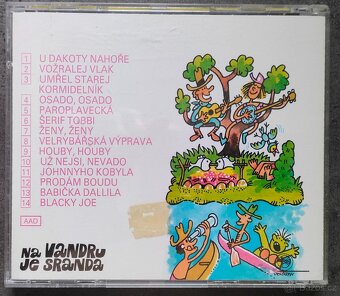 1 U DAKOTY NAHOŘE
2 VOŽRALEJ VLAK
3 UMŘEL STAREJ
KORMIDELNÍK
4 OSADO, OSADO
5 PAROPLAVECKÁ
6 ŠERIF TOBBI
7 ŽENY, ŽENY
8 VELRYBÁŘSKÁ VÝPRAVA
9 HOUBY, HOUBY
10 UŽ NEJSI, NEVADO
11 JOHNNYHO KOBYLA
12 PRODÁM BOUDU
13 BABIČKA DALLILA
14 BLACKY JOE
AAD
NA VANDRU
JE SRANDA